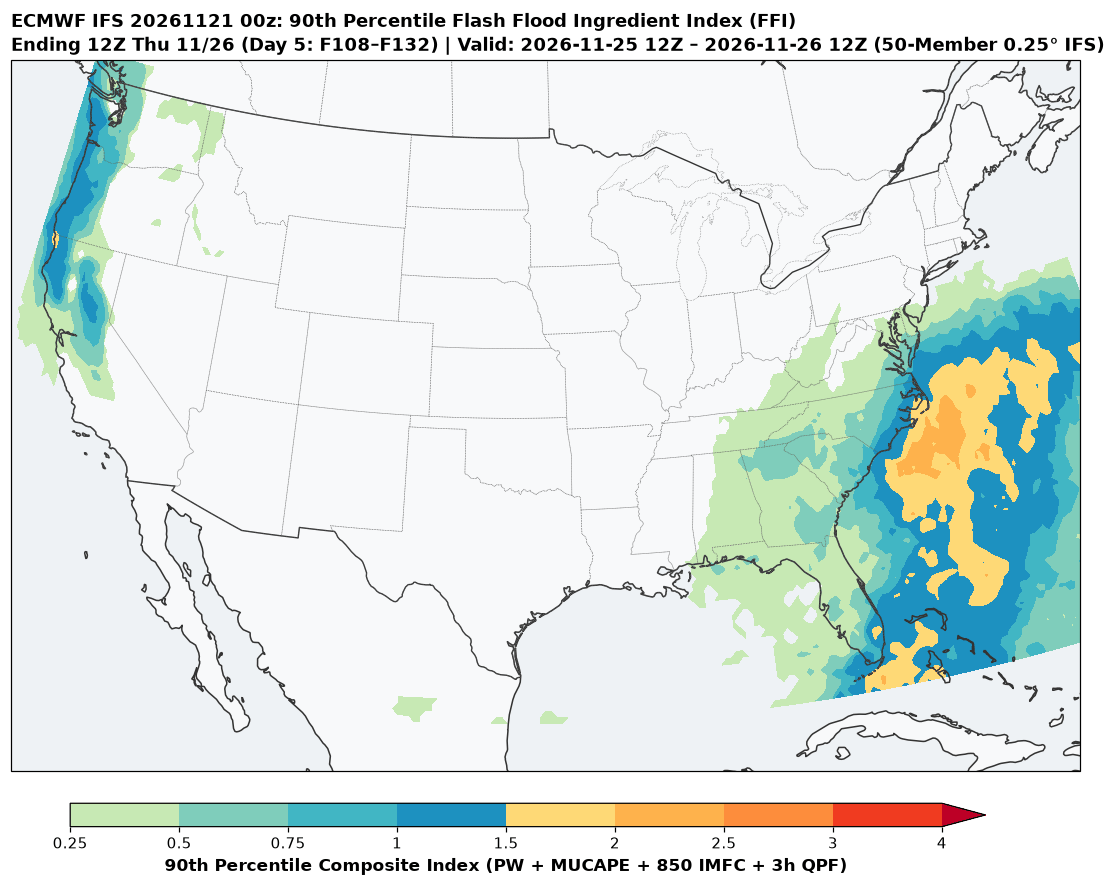 ECMWF IFS 20261121 00z: 90th Percentile Flash Flood Ingredient Index (FFI)
Ending 12Z Thu 11/26 (Day 5: F108–F132) | Valid: 2026-11-25 12Z – 2026-11-26 12Z (50-Member 0.25° IFS)
0.25 0.5 0.75 1 1.5 2 2.5 3 4
90th Percentile Composite Index (PW + MUCAPE + 850 IMFC + 3h QPF)